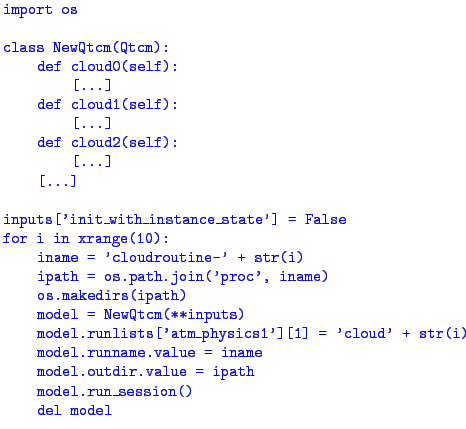 import os

class NewQtcm(Qtcm):
    def cloud0(self):
        [...]
    def cloud1(self):
        [...]
    def cloud2(self):
        [...]
    [...]

inputs['init_with_instance_state'] = False
for i in xrange(10):
    iname = 'cloudroutine-' + str(i)
    ipath = os.path.join('proc', iname)
    os.makedirs(ipath)
    model = NewQtcm(**inputs)
    model.runlists['atm_physics1'][1] = 'cloud' + str(i)
    model.runname.value = iname
    model.outdir.value = ipath
    model.run_session()
    del model